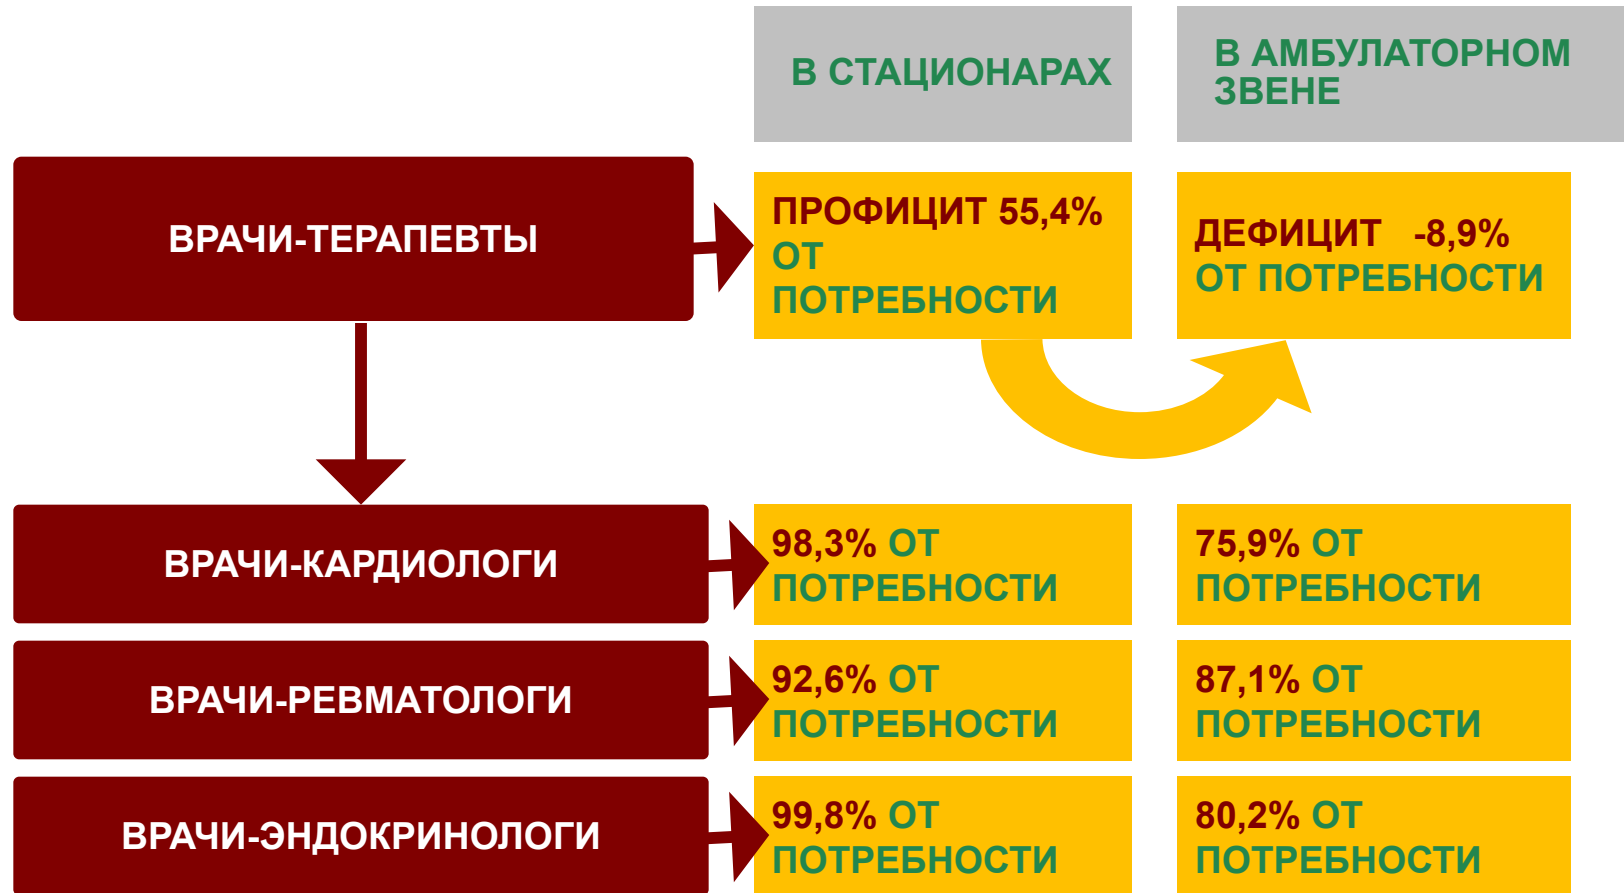 В СТАЦИОНАРАХ
В АМБУЛАТОРНОМ
ЗВЕНЕ
ВРАЧИ-ТЕРАПЕВТЫ
ПРОФИЦИТ 55,4%
ОТ
ПОТРЕБНОСТИ
ДЕФИЦИТ -8,9%
ОТ ПОТРЕБНОСТИ
ВРАЧИ-КАРДИОЛОГИ
98,3% ОТ
ПОТРЕБНОСТИ
75,9% ОТ
ПОТРЕБНОСТИ
ВРАЧИ-РЕВМАТОЛОГИ
92,6% ОТ
ПОТРЕБНОСТИ
87,1% ОТ
ПОТРЕБНОСТИ
ВРАЧИ-ЭНДОКРИНОЛОГИ
99,8% ОТ
ПОТРЕБНОСТИ
80,2% ОТ
ПОТРЕБНОСТИ